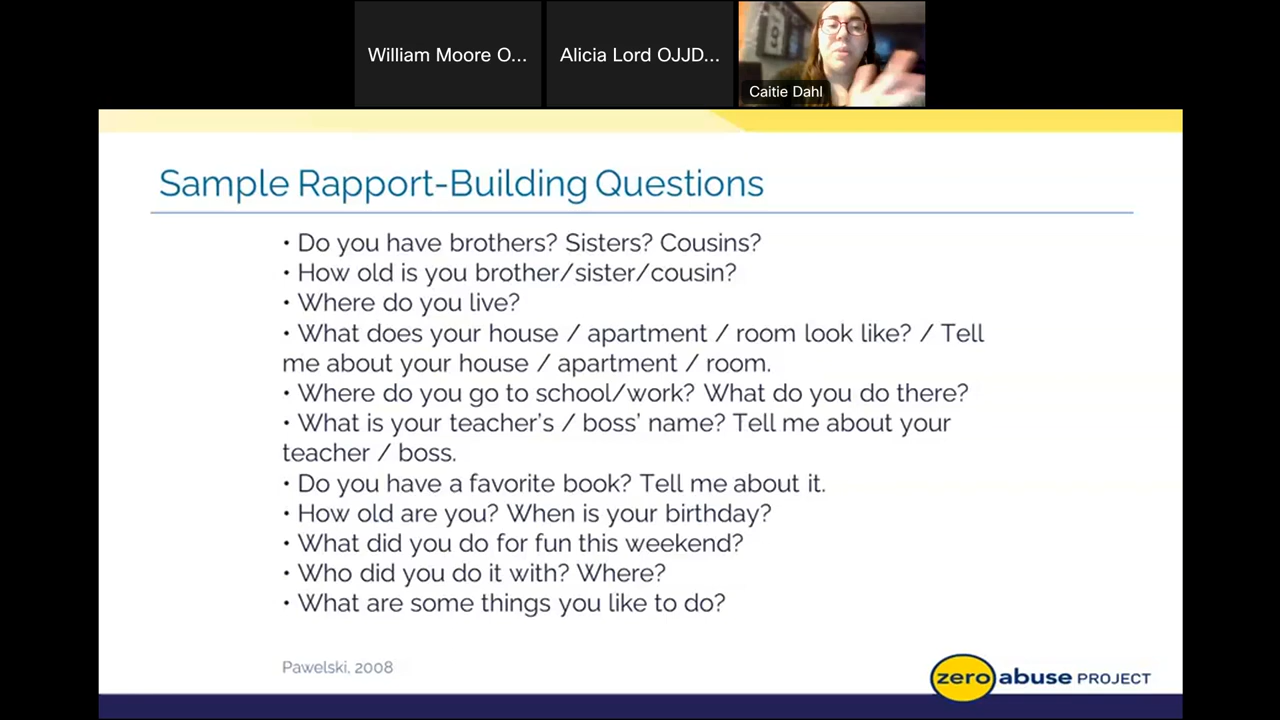 William Moore O...
Alicia Lord OJJD...
Caitie Dahl
Sample Rapport-Building Questions
• Do you have brothers? Sisters? Cousins?
• How old is you brother/sister/cousin?
• Where do you live?
• What does your house / apartment / room look like? / Tell
me about your house / apartment / room.
• Where do you go to school/work? What do you do there?
• What is your teacher's / boss' name? Tell me about your
teacher / boss.
• Do you have a favorite book? Tell me about it.
• How old are you? When is your birthday?
• What did you do for fun this weekend?
• Who did you do it with? Where?
• What are some things you like to do?
Pawelski, 2008
zero abuse PROJECT